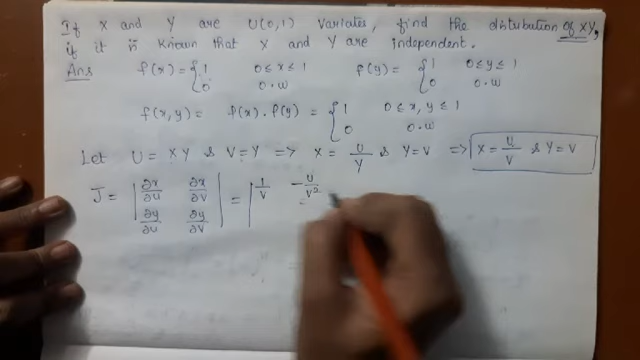 If X and Y are U(0,1) variates, find the distubution of XY,
if it is known that X and Y are independent.
Ans f(x) = { 1 0≤x≤1 f(y) = { 1 0≤y≤1
0 o.w 0 o.w
f(x,y) = f(x).f(y) = { 1 0≤x,y≤1
0 o.w
Let U = XY & V=Y => X = U/Y & Y=V => X = U/V & Y=V
J = | ∂x/∂u ∂x/∂v | = | 1/V -U/V²
∂y/∂u ∂y/∂v